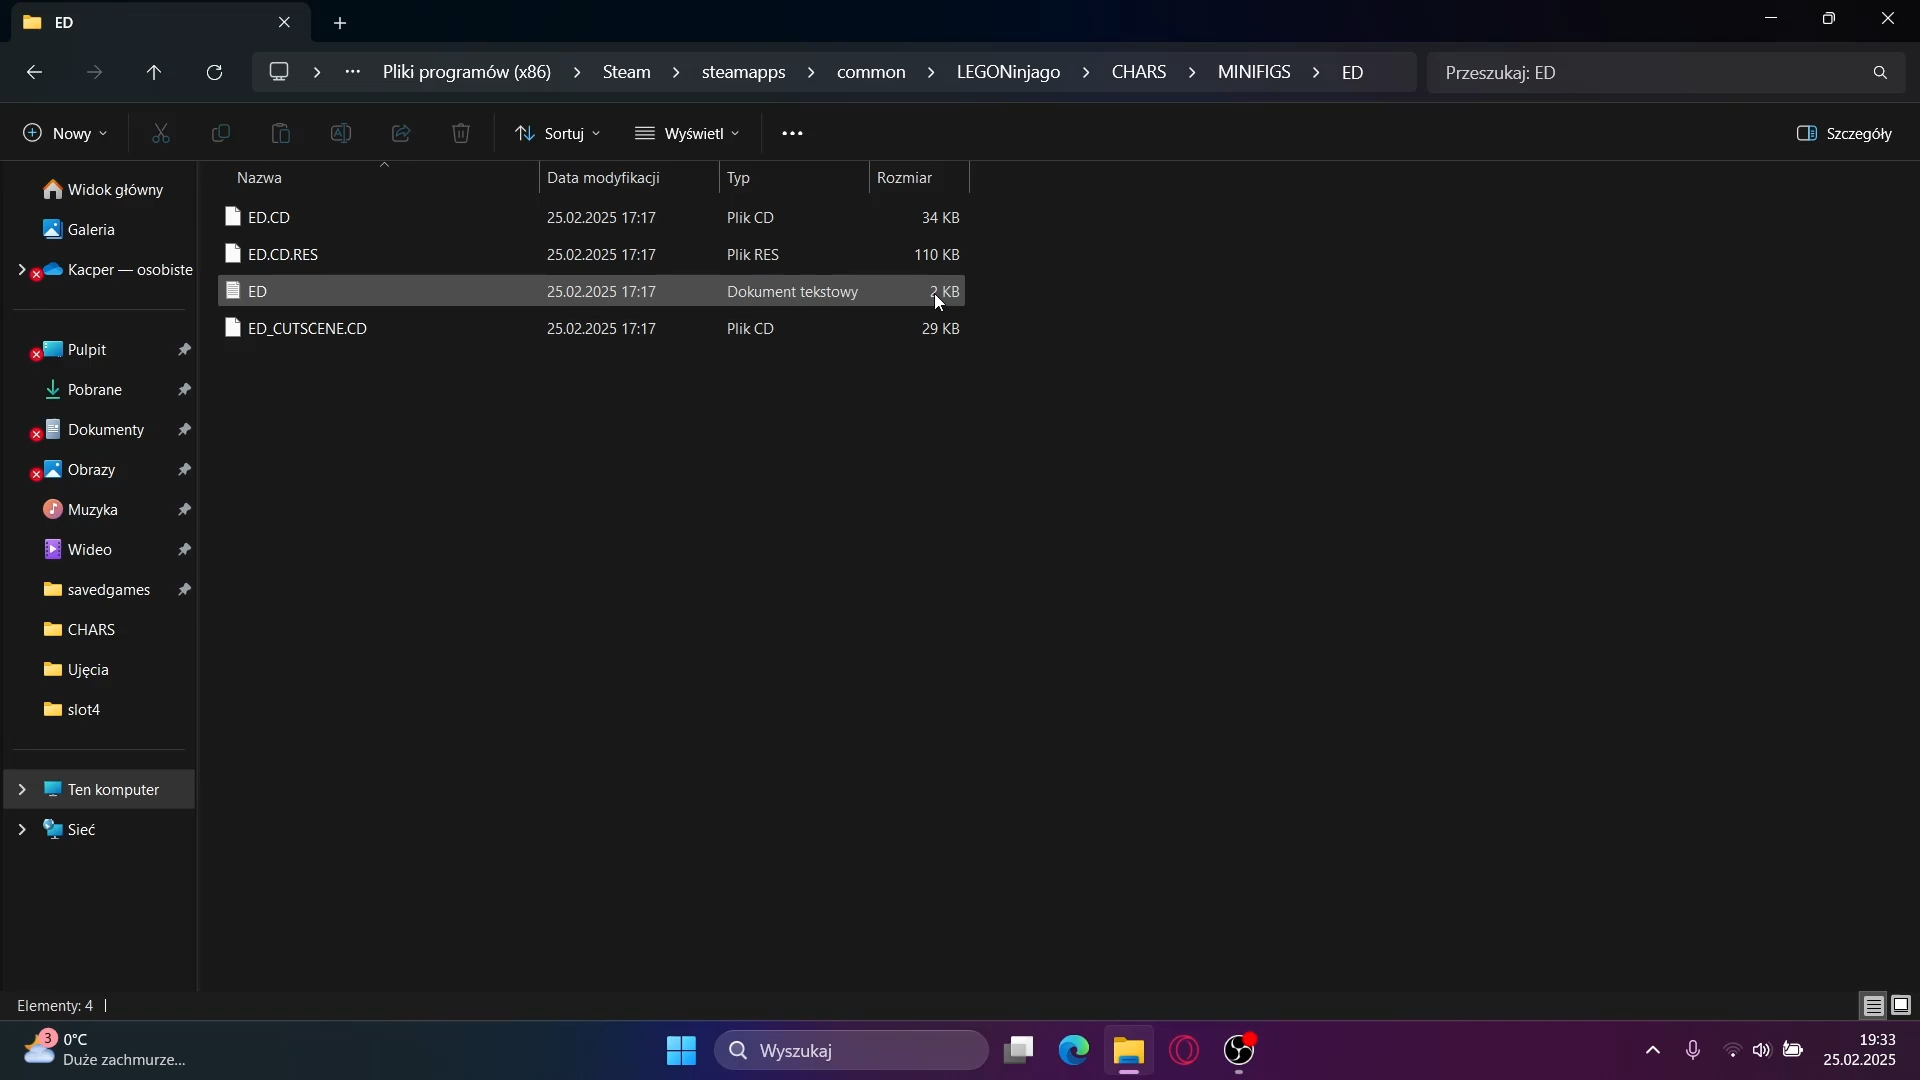 ED
Pliki programów (x86) Steam steamapps common LEGONinjago CHARS MINIFIGS ED
Przeszukaj: ED
Nowy
Sortuj
Wyświetl
Szczegóły
Nazwa Data modyfikacji Typ Rozmiar
ED.CD 25.02.2025 17:17 Plik CD 34 KB
ED.CD.RES 25.02.2025 17:17 Plik RES 110 KB
ED 25.02.2025 17:17 Dokument tekstowy 2 KB
ED_CUTSCENE.CD 25.02.2025 17:17 Plik CD 29 KB
Widok główny
Galeria
Kacper — osobiste
Pulpit
Pobrane
Dokumenty
Obrazy
Muzyka
Wideo
savedgames
CHARS
Ujęcia
slot4
Ten komputer
Sieć
Elementy: 4
3
0°C
Duże zachmurze...
Wyszukaj
19:33
25.02.2025